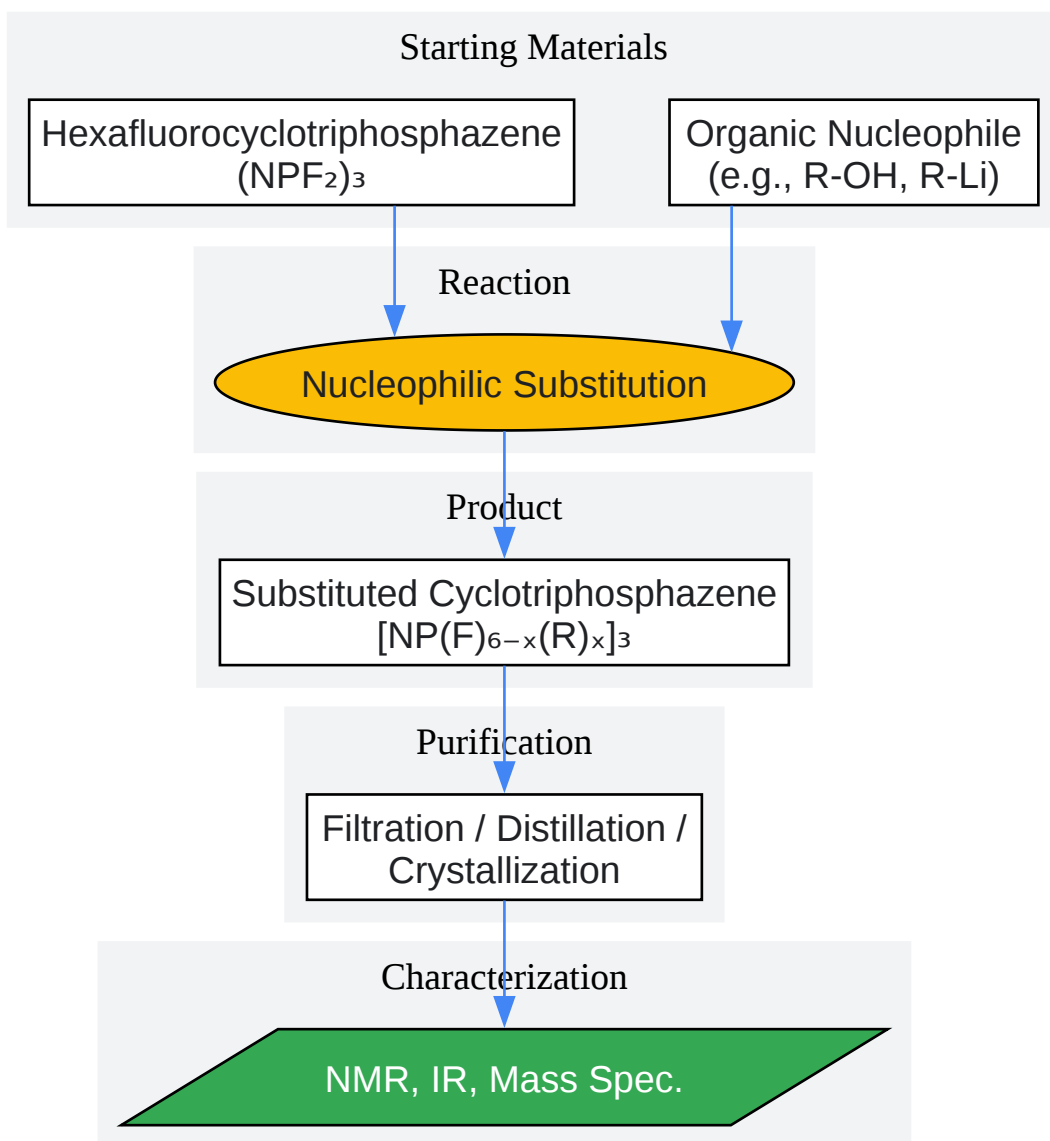 Starting Materials
Hexafluorocyclotriphosphazene
(NPF₂)₃
Organic Nucleophile
(e.g., R-OH, R-Li)
Reaction
Nucleophilic Substitution
Product
Substituted Cyclotriphosphazene
[NP(F)₆₋ₓ(R)ₓ]₃
Purification
Filtration / Distillation /
Crystallization
Characterization
NMR, IR, Mass Spec.